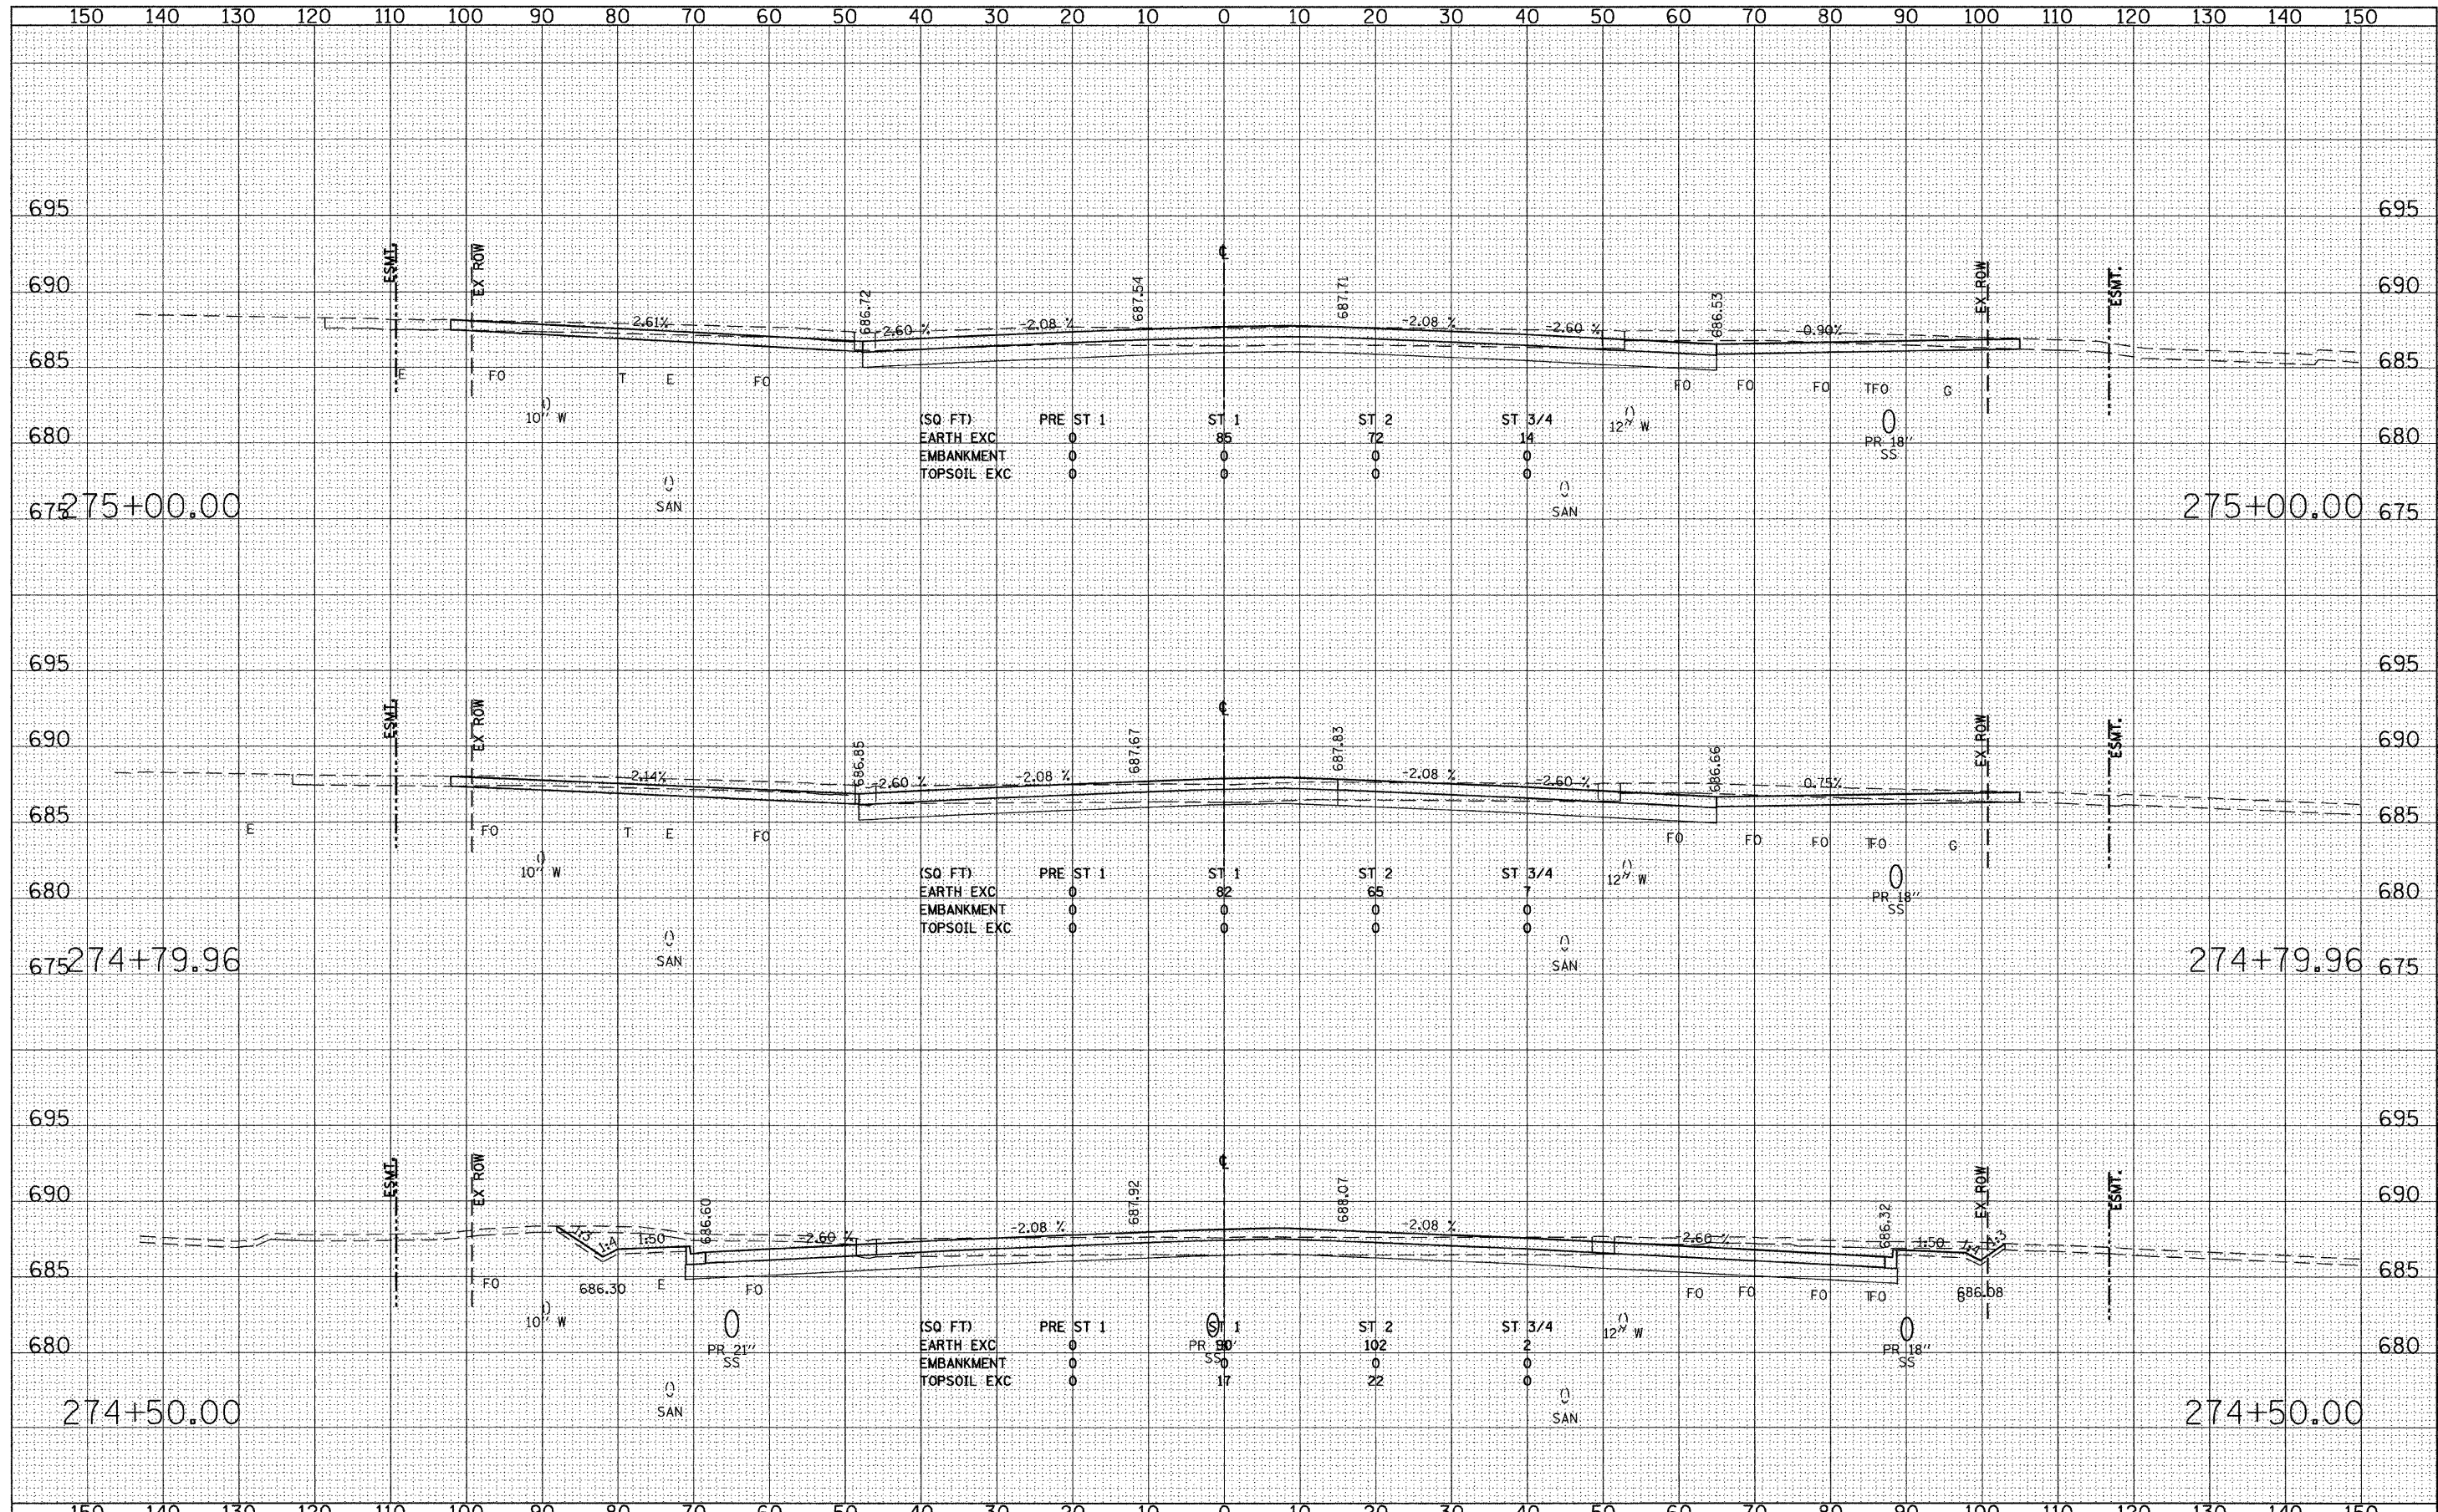 150 140 130 120 110 100 90 80 70 60 50 40 30 20 10 0 10 20 30 40 50 60 70 80 90 100 110 120 130 140 150
695 695
ESMT. EX ROW ℄ EX ROW ESMT.
690 686.72 687.54 687.71 686.53 690
2.61% -2.60 % -2.08 % -2.08 % -2.60 % 0.90%
685 685
E FO T E FO FO FO FO TFO G
10" W 12" W
(SQ FT) PRE ST 1 ST 1 ST 2 ST 3/4
680 EARTH EXC 0 85 72 14 PR 18" 680
EMBANKMENT 0 0 0 0 SS
TOPSOIL EXC 0 0 0 0
675 275+00.00 SAN SAN 275+00.00 675
695 695
ESMT. EX ROW ℄ EX ROW ESMT.
690 686.85 687.67 687.83 686.66 690
2.14% -2.60 % -2.08 % -2.08 % -2.60 % 0.75%
685 685
E FO T E FO FO FO FO TFO G
10" W 12" W
(SQ FT) PRE ST 1 ST 1 ST 2 ST 3/4
680 EARTH EXC 0 82 65 7 PR 18" 680
EMBANKMENT 0 0 0 0 SS
TOPSOIL EXC 0 0 0 0
675 274+79.96 SAN SAN 274+79.96 675
695 695
ESMT. EX ROW ℄ EX ROW ESMT.
690 686.60 687.92 688.07 686.32 690
1:3 1:4 1:50 -2.60 % -2.08 % -2.08 % -2.60 % 1:50 1:4 1:3
685 685
FO 686.30 E FO FO FO FO TFO 686.08
10" W 12" W
(SQ FT) PRE ST 1 ST 1 ST 2 ST 3/4
680 PR 21" EARTH EXC 0 PR 102 2 PR 18" 680
SS EMBANKMENT 0 SS 0 0 0 SS
TOPSOIL EXC 0 17 22 0
274+50.00 SAN SAN 274+50.00
150 140 130 120 110 100 90 80 70 60 50 40 30 20 10 0 10 20 30 40 50 60 70 80 90 100 110 120 130 140 150